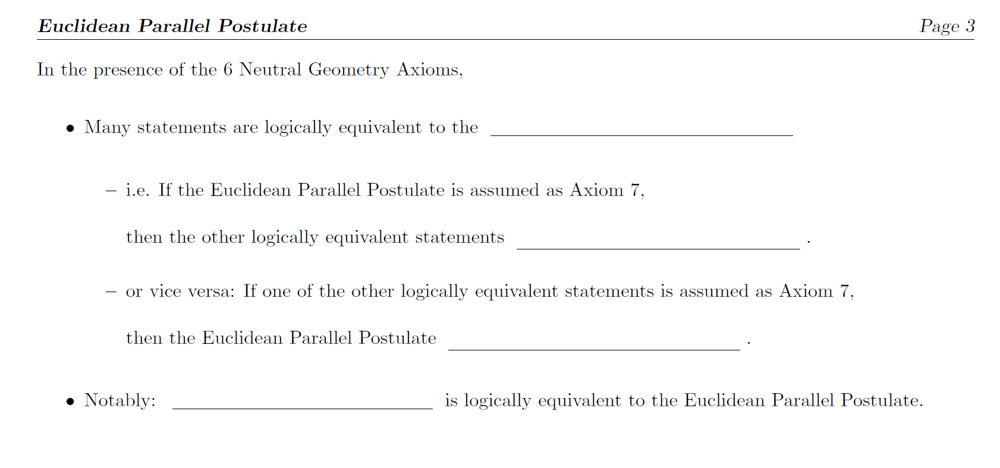 Euclidean Parallel Postulate Page 3
In the presence of the 6 Neutral Geometry Axioms,
• Many statements are logically equivalent to the
– i.e. If the Euclidean Parallel Postulate is assumed as Axiom 7,
then the other logically equivalent statements .
– or vice versa: If one of the other logically equivalent statements is assumed as Axiom 7,
then the Euclidean Parallel Postulate .
• Notably: is logically equivalent to the Euclidean Parallel Postulate.